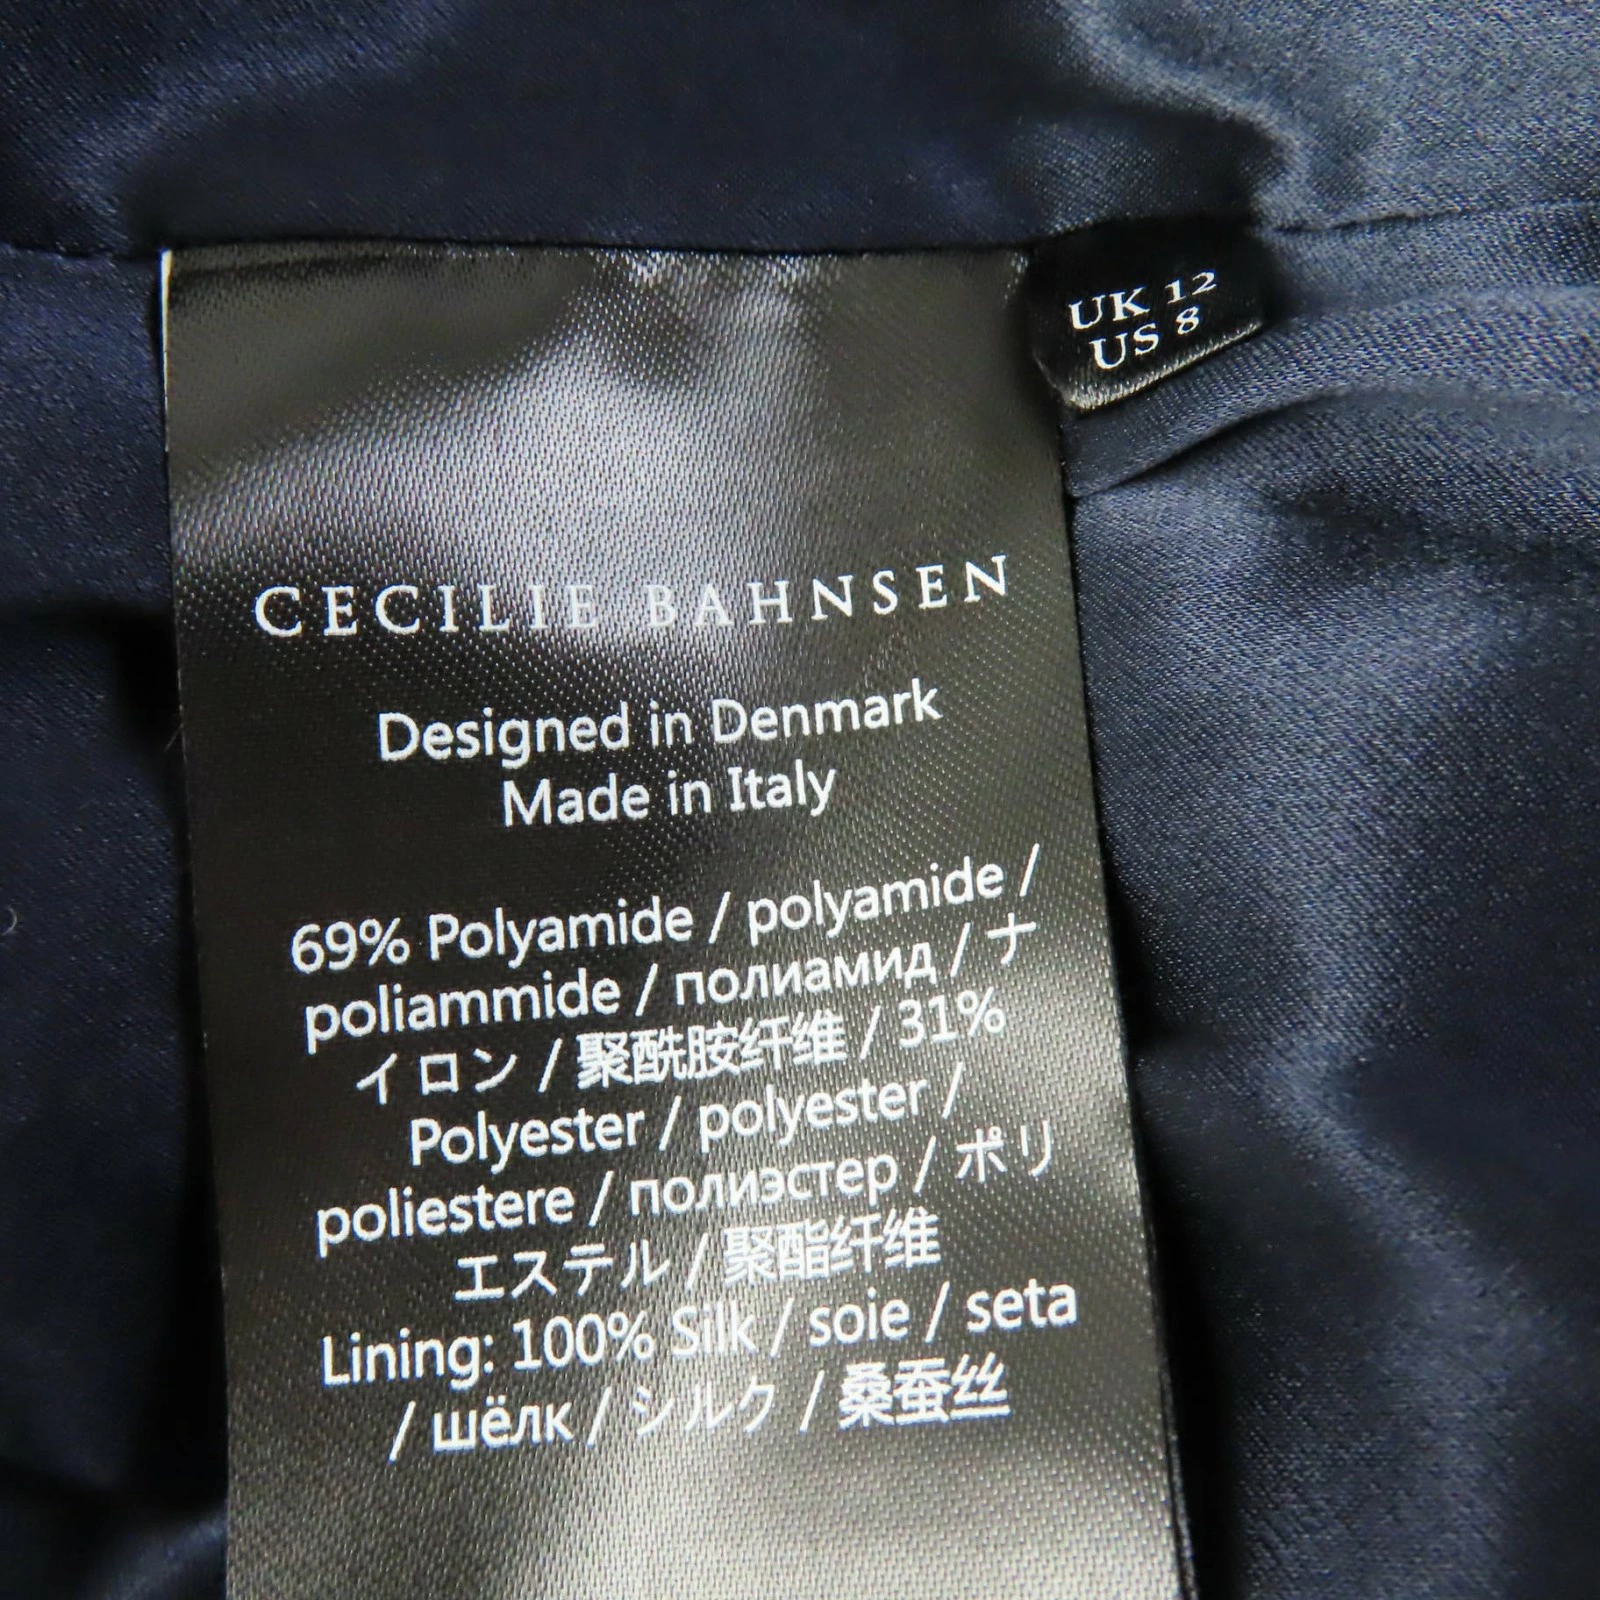 UK 12
US 8
CECILIE BAHNSEN
Designed in Denmark
Made in Italy
69% Polyamide / polyamide /
poliammide / полиамид / ナ
イロン / 聚酰胺纤维 / 31%
Polyester / polyester /
poliestere / полиэстер / ポリ
エステル / 聚酯纤维
Lining: 100% Silk / soie / seta
/ шёлк / シルク / 桑蚕丝